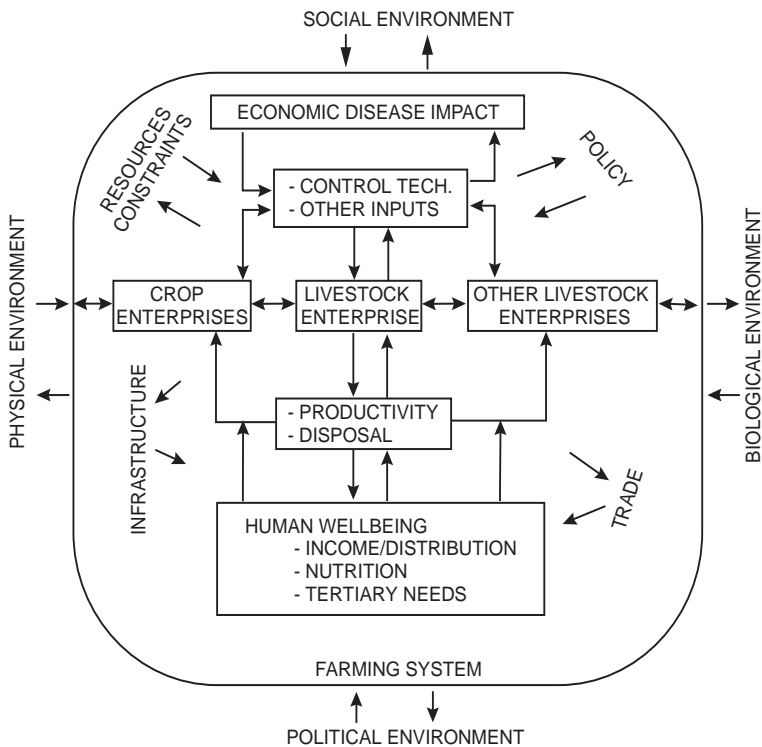 SOCIAL ENVIRONMENT
ECONOMIC DISEASE IMPACT
RESOURCES
CONSTRAINTS
- CONTROL TECH.
- OTHER INPUTS
POLICY
PHYSICAL ENVIRONMENT
CROP
ENTERPRISES
LIVESTOCK
ENTERPRISE
OTHER LIVESTOCK
ENTERPRISES
BIOLOGICAL ENVIRONMENT
INFRASTRUCTURE
- PRODUCTIVITY
- DISPOSAL
TRADE
HUMAN WELLBEING
- INCOME/DISTRIBUTION
- NUTRITION
- TERTIARY NEEDS
FARMING SYSTEM
POLITICAL ENVIRONMENT